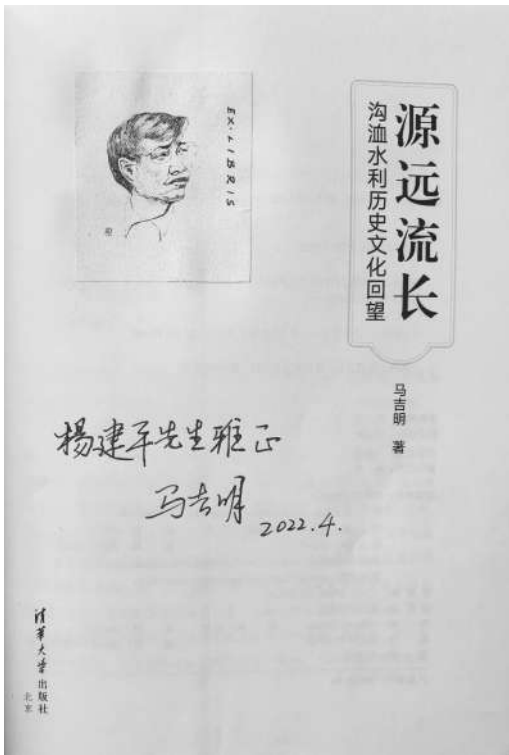 EX·LIBRIS
源远流长
沟洫水利历史文化回望
马吉明 著
楊建平先生雅正
马吉明
2022.4.
清華大学出版社
北京